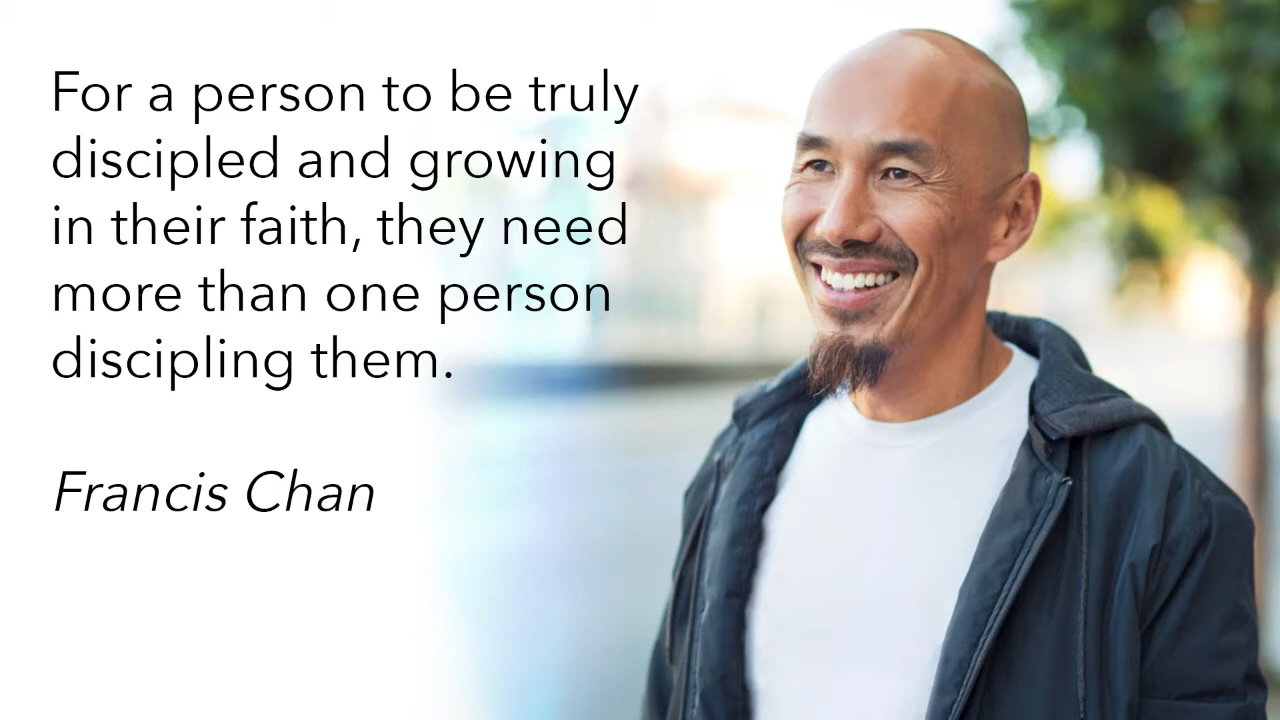 For a person to be truly
discipled and growing
in their faith, they need
more than one person
discipling them.
Francis Chan